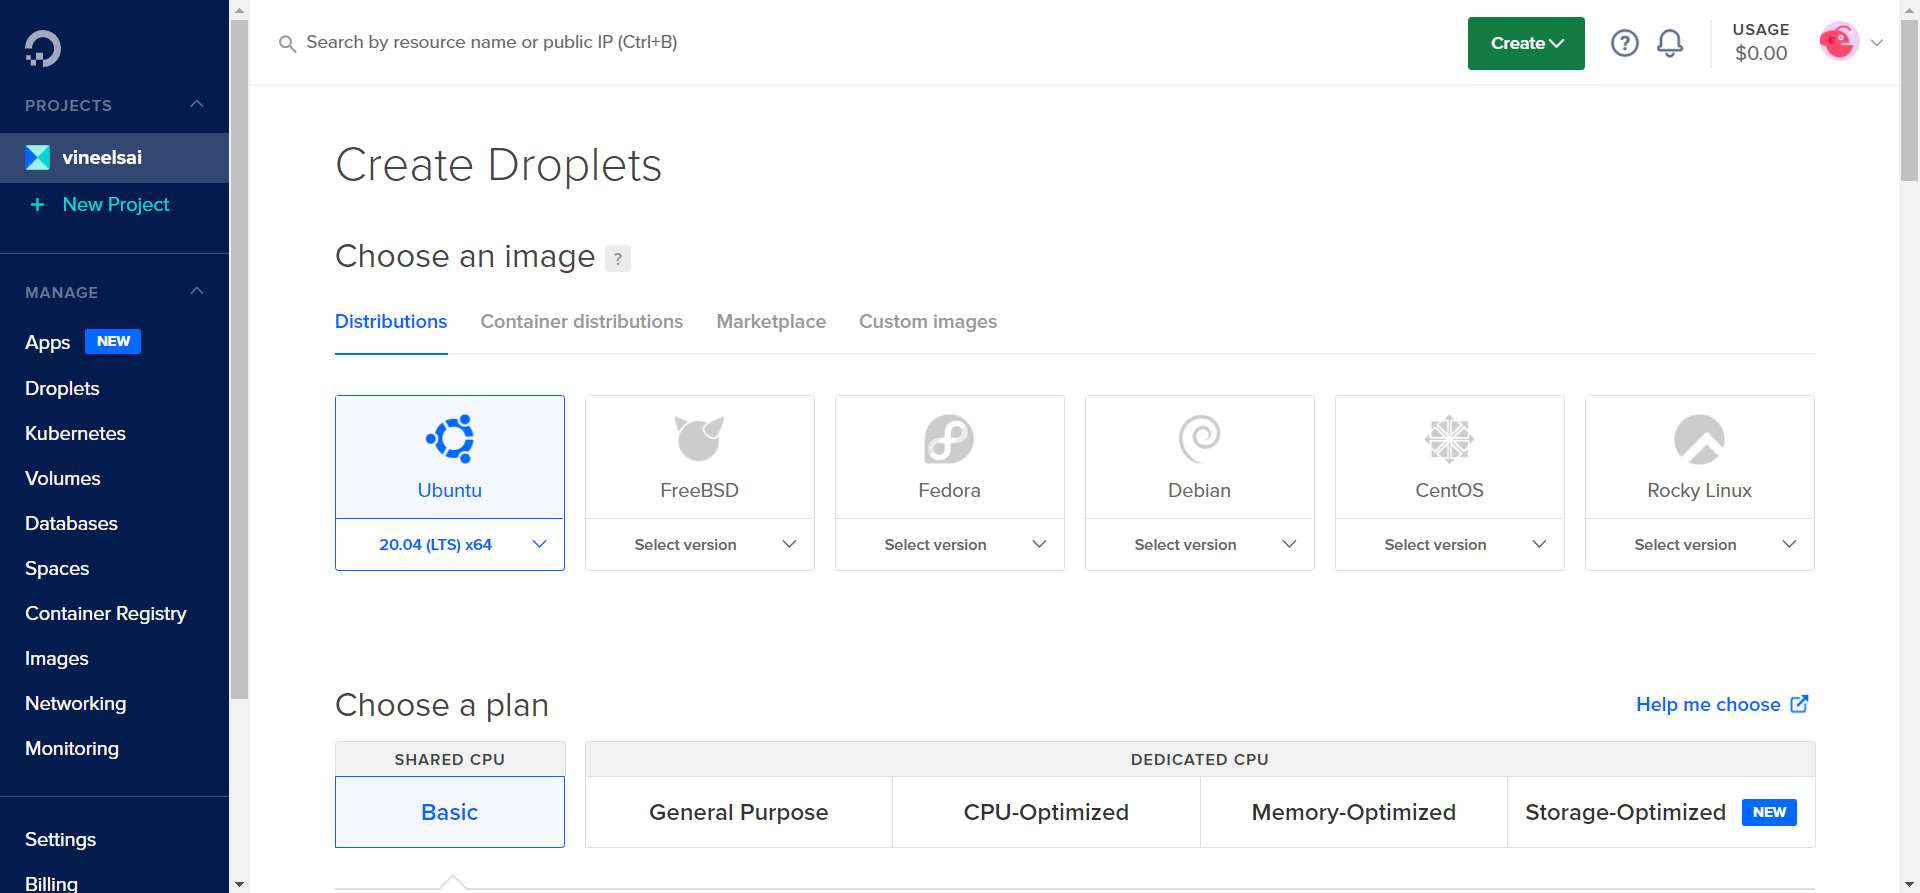 Search by resource name or public IP (Ctrl+B)
Create
?
USAGE
$0.00
PROJECTS
vineelsai
+ New Project
MANAGE
Apps NEW
Droplets
Kubernetes
Volumes
Databases
Spaces
Container Registry
Images
Networking
Monitoring
Settings
Billing
Create Droplets
Choose an image ?
Distributions Container distributions Marketplace Custom images
Ubuntu FreeBSD Fedora Debian CentOS Rocky Linux
20.04 (LTS) x64 Select version Select version Select version Select version Select version
Choose a plan Help me choose
SHARED CPU DEDICATED CPU
Basic General Purpose CPU-Optimized Memory-Optimized Storage-Optimized NEW